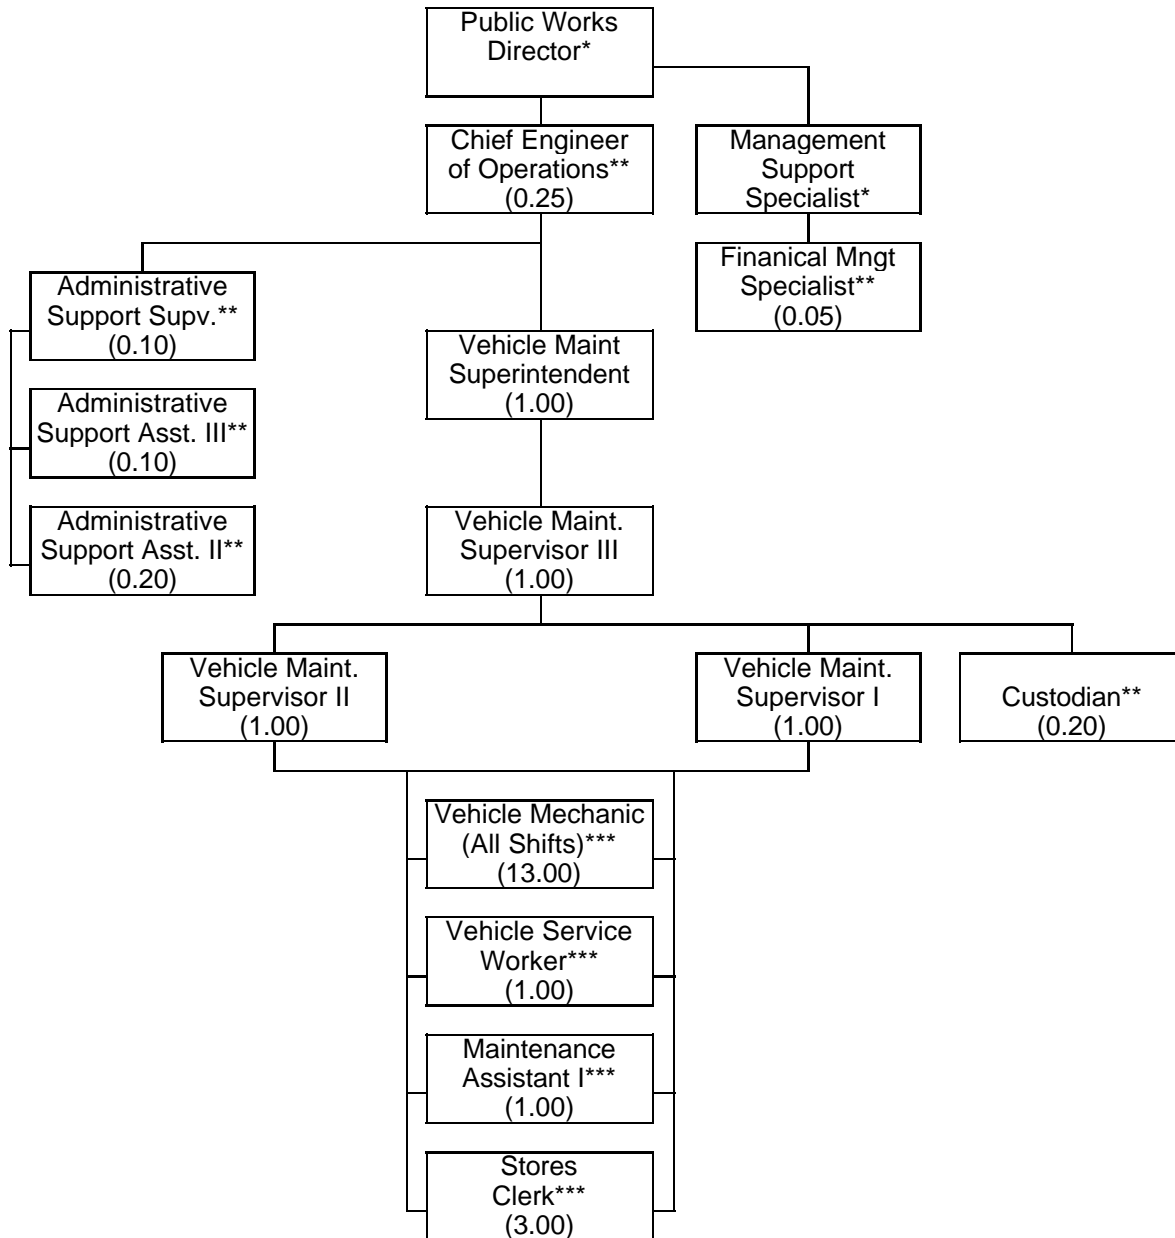 Public Works
Director*
Chief Engineer
of Operations**
(0.25)
Management
Support
Specialist*
Administrative
Support Supv.**
(0.10)
Finanical Mngt
Specialist**
(0.05)
Vehicle Maint
Superintendent
(1.00)
Administrative
Support Asst. III**
(0.10)
Administrative
Support Asst. II**
(0.20)
Vehicle Maint.
Supervisor III
(1.00)
Vehicle Maint.
Supervisor II
(1.00)
Vehicle Maint.
Supervisor I
(1.00)
Custodian**
(0.20)
Vehicle Mechanic
(All Shifts)***
(13.00)
Vehicle Service
Worker***
(1.00)
Maintenance
Assistant I***
(1.00)
Stores
Clerk***
(3.00)